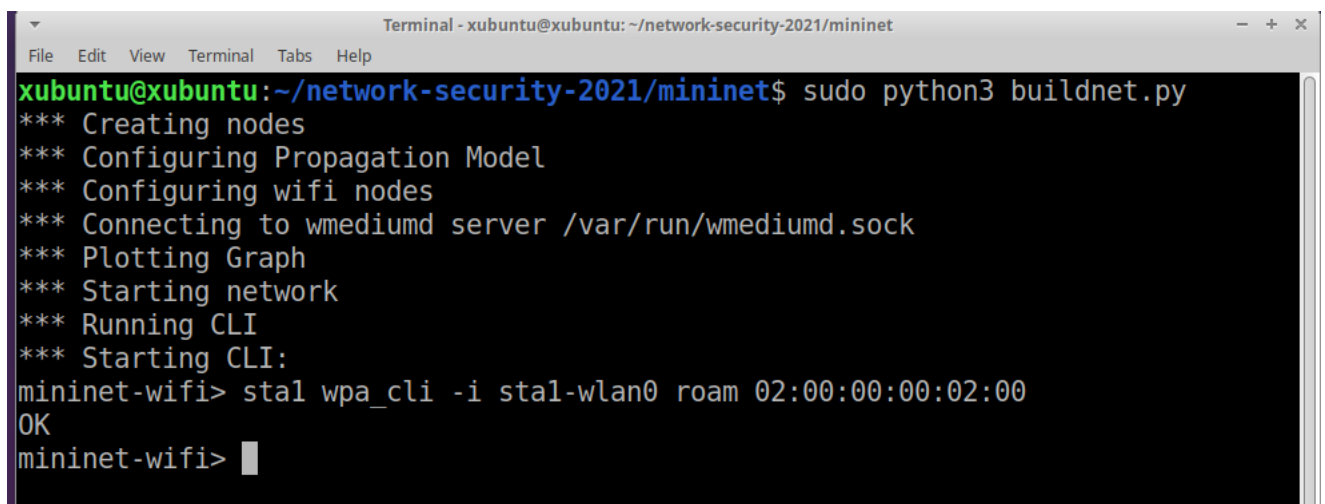 Terminal - xubuntu@xubuntu: ~/network-security-2021/mininet
File Edit View Terminal Tabs Help
xubuntu@xubuntu:~/network-security-2021/mininet$ sudo python3 buildnet.py
*** Creating nodes
*** Configuring Propagation Model
*** Configuring wifi nodes
*** Connecting to wmediumd server /var/run/wmediumd.sock
*** Plotting Graph
*** Starting network
*** Running CLI
*** Starting CLI:
mininet-wifi> sta1 wpa_cli -i sta1-wlan0 roam 02:00:00:00:02:00
OK
mininet-wifi>